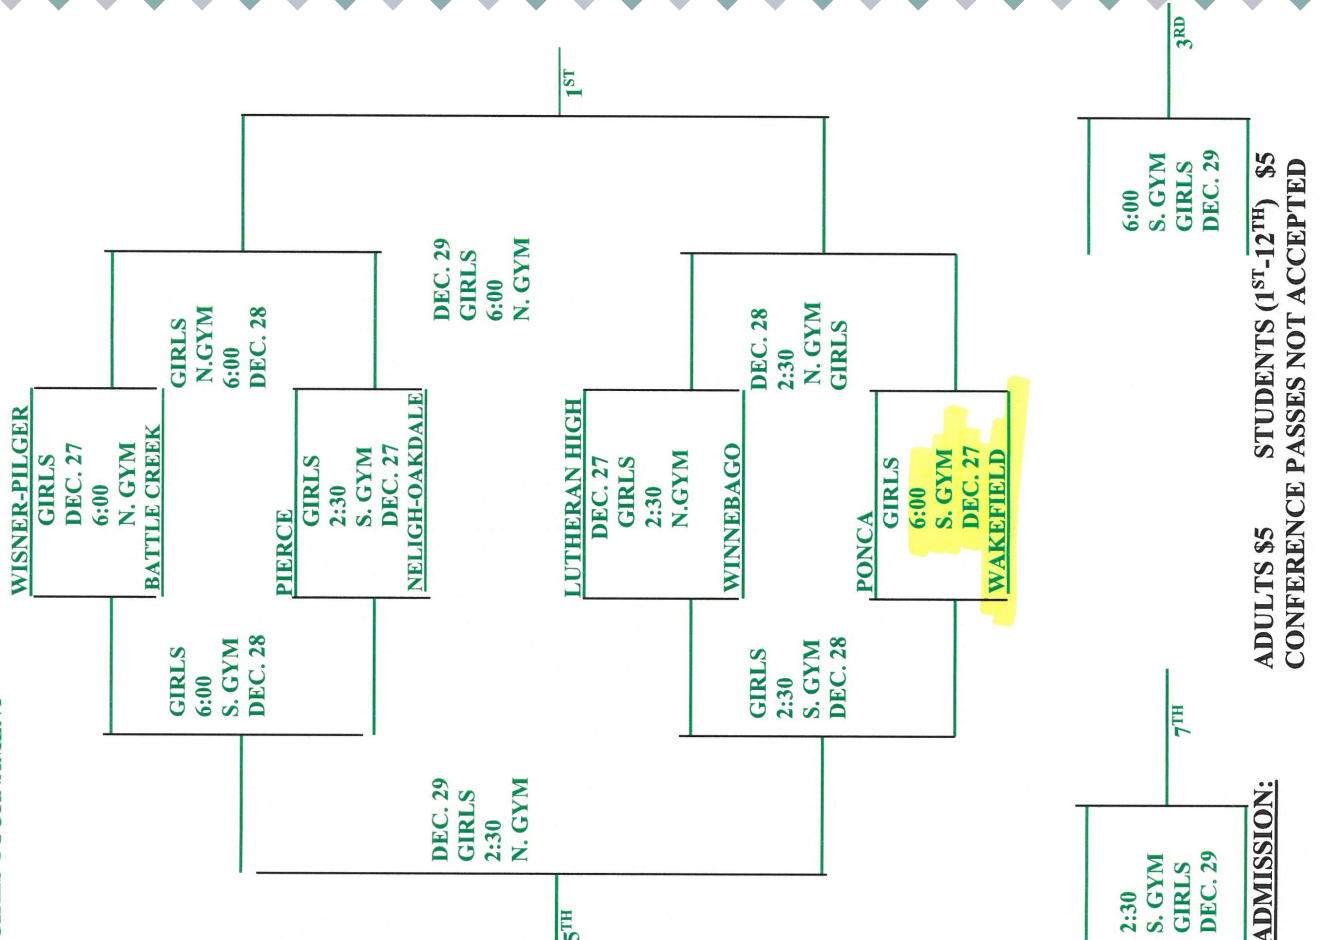 WISNER-PILGER
GIRLS
DEC. 27
6:00
N. GYM
BATTLE CREEK
GIRLS
N.GYM
6:00
DEC. 28
GIRLS
6:00
S. GYM
DEC. 28
PIERCE
GIRLS
2:30
S. GYM
DEC. 27
NELIGH-OAKDALE
DEC. 29
GIRLS
6:00
N. GYM
1ST
DEC. 29
GIRLS
2:30
N. GYM
5TH
LUTHERAN HIGH
DEC. 27
GIRLS
2:30
N.GYM
WINNEBAGO
DEC. 28
2:30
N. GYM
GIRLS
GIRLS
2:30
S. GYM
DEC. 28
PONCA
GIRLS
6:00
S. GYM
DEC. 27
WAKEFIELD
6:00
S. GYM
GIRLS
DEC. 29
3RD
2:30
S. GYM
GIRLS
DEC. 29
7TH
ADMISSION: ADULTS $5 STUDENTS (1ST-12TH) $5
CONFERENCE PASSES NOT ACCEPTED